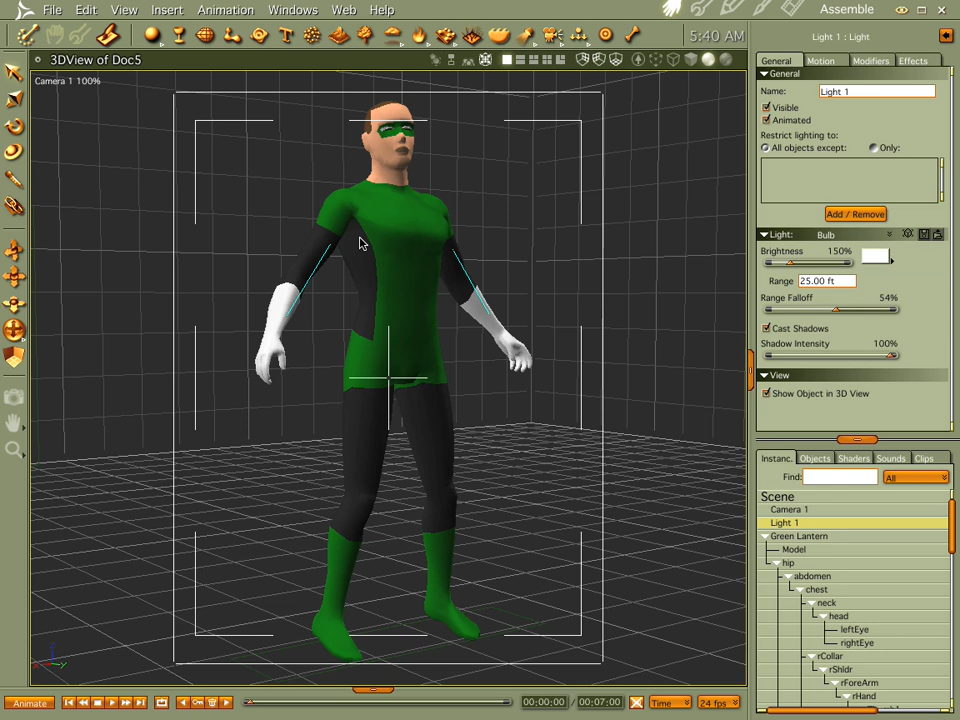 File Edit View Insert Animation Windows Web Help
Assemble
5:40 AM
Light 1 : Light
3DView of Doc5
Camera 1 100%
General Motion Modifiers Effects
General
Name: Light 1
Visible
Animated
Restrict lighting to:
All objects except: Only:
Add / Remove
Light: Bulb
Brightness 150%
Range 25.00 ft
Range Falloff 54%
Cast Shadows
Shadow Intensity 100%
View
Show Object in 3D View
Instanc. Objects Shaders Sounds Clips
Find: All
Scene
Camera 1
Light 1
Green Lantern
Model
hip
abdomen
chest
neck
head
leftEye
rightEye
rCollar
rShldr
rForeArm
rHand
Animate 00:00:00 / 00:07:00 Time 24 fps